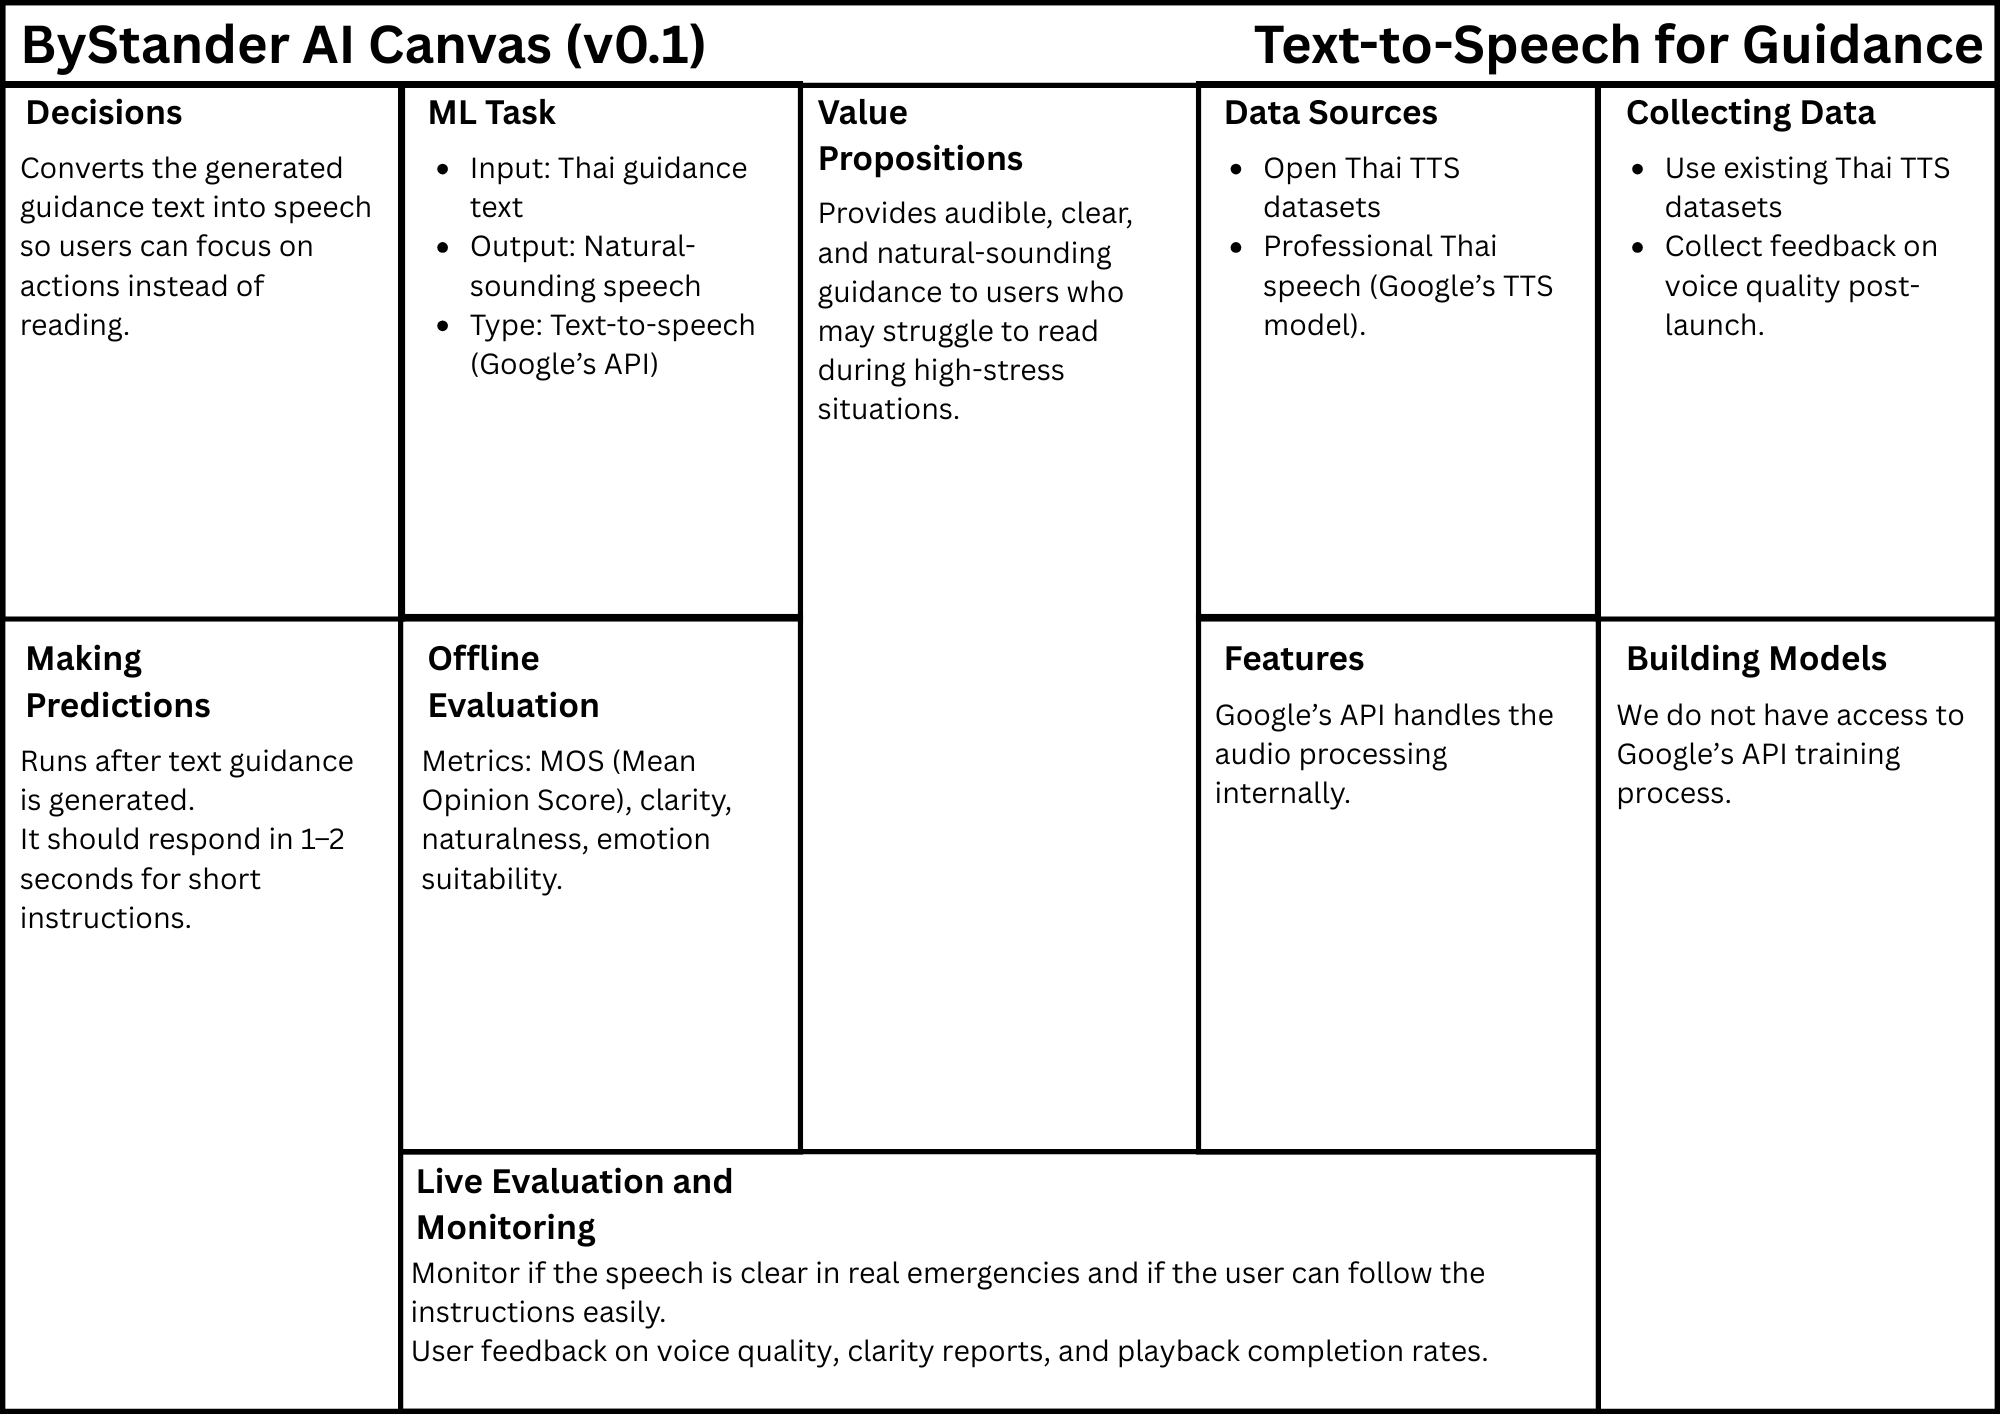 ByStander AI Canvas (v0.1)
Text-to-Speech for Guidance
Decisions
Converts the generated
guidance text into speech
so users can focus on
actions instead of
reading.
ML Task
• Input: Thai guidance
text
• Output: Natural-
sounding speech
• Type: Text-to-speech
(Google’s API)
Value
Propositions
Provides audible, clear,
and natural-sounding
guidance to users who
may struggle to read
during high-stress
situations.
Data Sources
• Open Thai TTS
datasets
• Professional Thai
speech (Google’s TTS
model).
Collecting Data
• Use existing Thai TTS
datasets
• Collect feedback on
voice quality post-
launch.
Making
Predictions
Runs after text guidance
is generated.
It should respond in 1–2
seconds for short
instructions.
Offline
Evaluation
Metrics: MOS (Mean
Opinion Score), clarity,
naturalness, emotion
suitability.
Features
Google’s API handles the
audio processing
internally.
Building Models
We do not have access to
Google’s API training
process.
Live Evaluation and
Monitoring
Monitor if the speech is clear in real emergencies and if the user can follow the
instructions easily.
User feedback on voice quality, clarity reports, and playback completion rates.